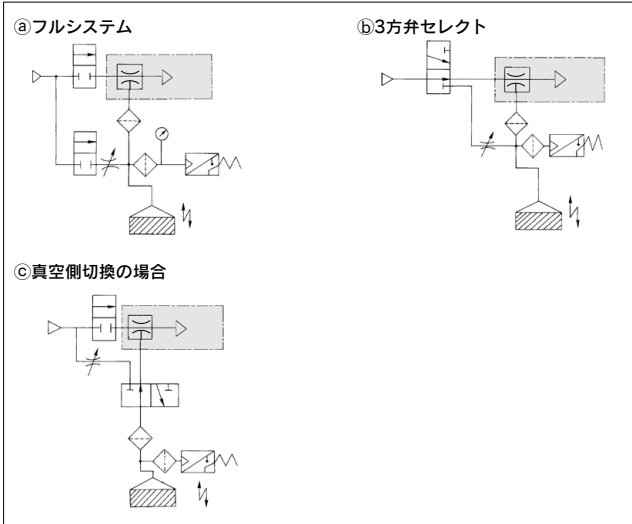 ⓐフルシステム
ⓑ3方弁セレクト
ⓒ真空側切換の場合